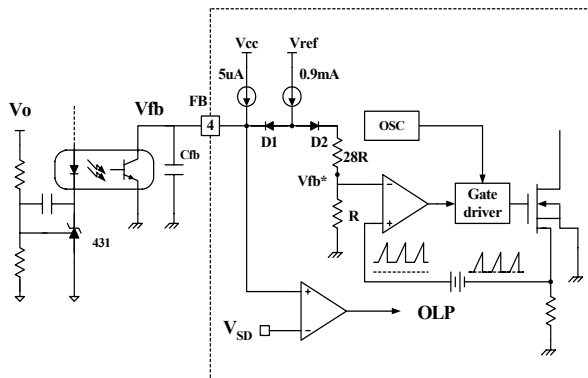 Vcc Vref
5uA 0.9mA
Vo Vfb FB
4
D1 D2
Cfb
431
28R
Vfb*
R
OSC
Gate
driver
−
+
+
−
VSD
OLP